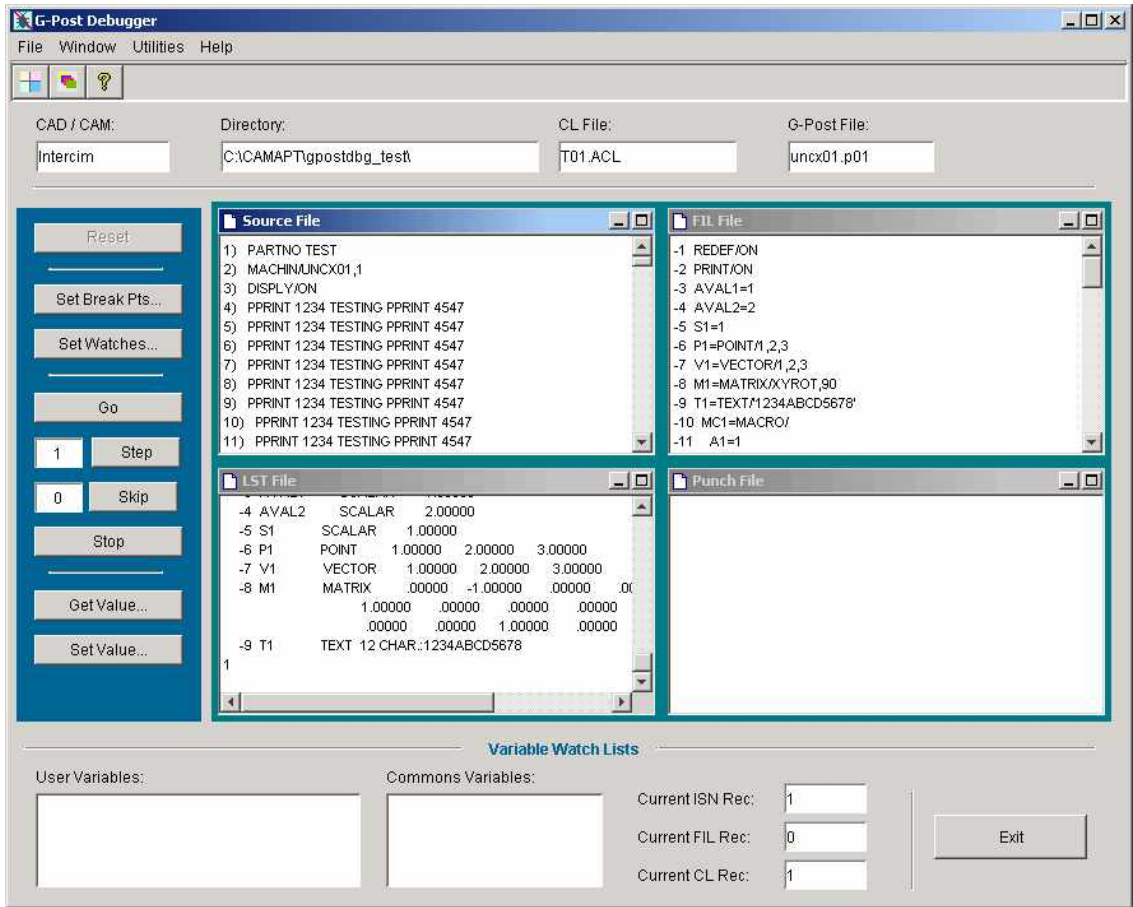 G-Post Debugger
File Window Utilities Help
CAD / CAM: Directory: CL File: G-Post File:
Intercim C:\CAMAPT\gpostdbg_test\ T01.ACL uncx01.p01
Reset
Set Break Pts...
Set Watches...
Go
1 Step
0 Skip
Stop
Get Value...
Set Value...
Source File
1) PARTNO TEST
2) MACHIN/UNCX01,1
3) DISPLY/ON
4) PPRINT 1234 TESTING PPRINT 4547
5) PPRINT 1234 TESTING PPRINT 4547
6) PPRINT 1234 TESTING PPRINT 4547
7) PPRINT 1234 TESTING PPRINT 4547
8) PPRINT 1234 TESTING PPRINT 4547
9) PPRINT 1234 TESTING PPRINT 4547
10) PPRINT 1234 TESTING PPRINT 4547
11) PPRINT 1234 TESTING PPRINT 4547
FIL File
-1 REDEF/ON
-2 PRINT/ON
-3 AVAL1=1
-4 AVAL2=2
-5 S1=1
-6 P1=POINT/1,2,3
-7 V1=VECTOR/1,2,3
-8 M1=MATRIX/XYROT,90
-9 T1=TEXT/'1234ABCD5678'
-10 MC1=MACRO/
-11 A1=1
LST File
-4 AVAL2 SCALAR 2.00000
-5 S1 SCALAR 1.00000
-6 P1 POINT 1.00000 2.00000 3.00000
-7 V1 VECTOR 1.00000 2.00000 3.00000
-8 M1 MATRIX .00000 -1.00000 .00000
1.00000 .00000 .00000 .00000
.00000 .00000 1.00000 .00000
-9 T1 TEXT 12 CHAR.:1234ABCD5678
1
Punch File
Variable Watch Lists
User Variables: Commons Variables:
Current ISN Rec: 1
Current FIL Rec: 0
Current CL Rec: 1
Exit